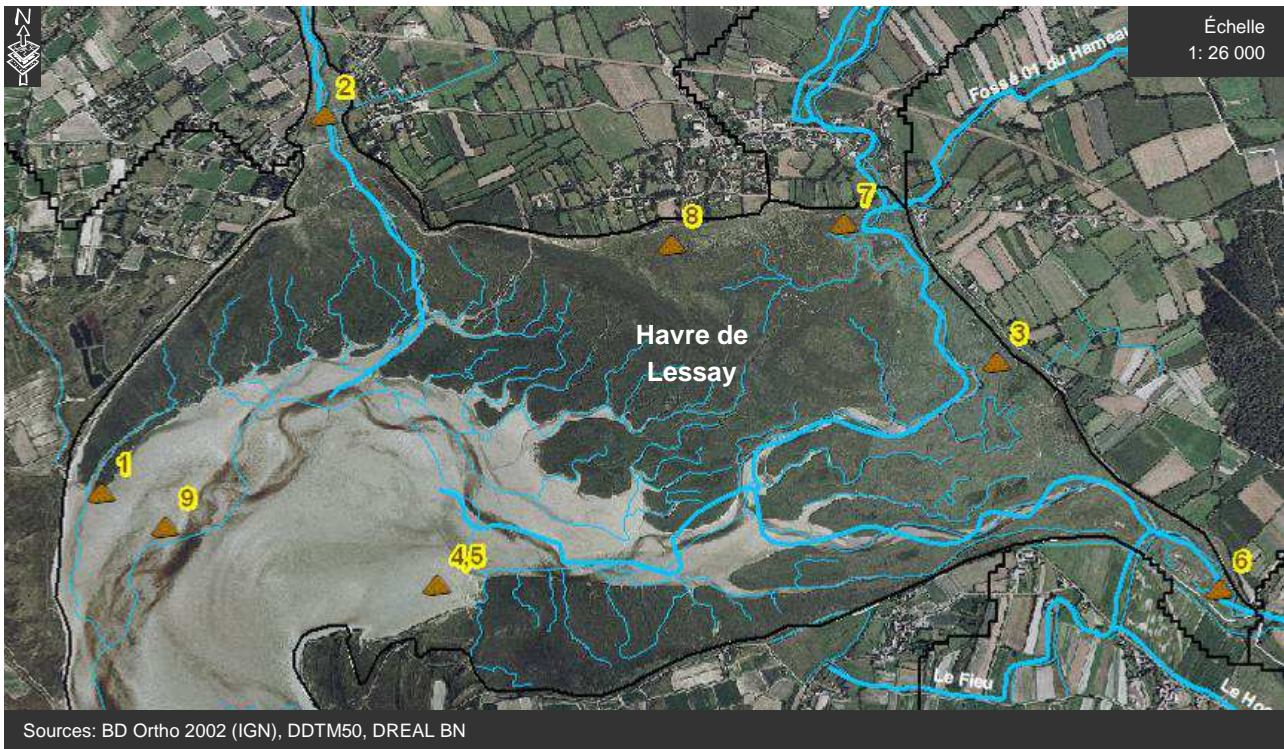 N
Échelle
1: 26 000
Fossé 01 du Hameau
2
7
8
Havre de
Lessay
3
1
9
4,5
6
Le Fieu
Le
Sources: BD Ortho 2002 (IGN), DDTM50, DREAL BN